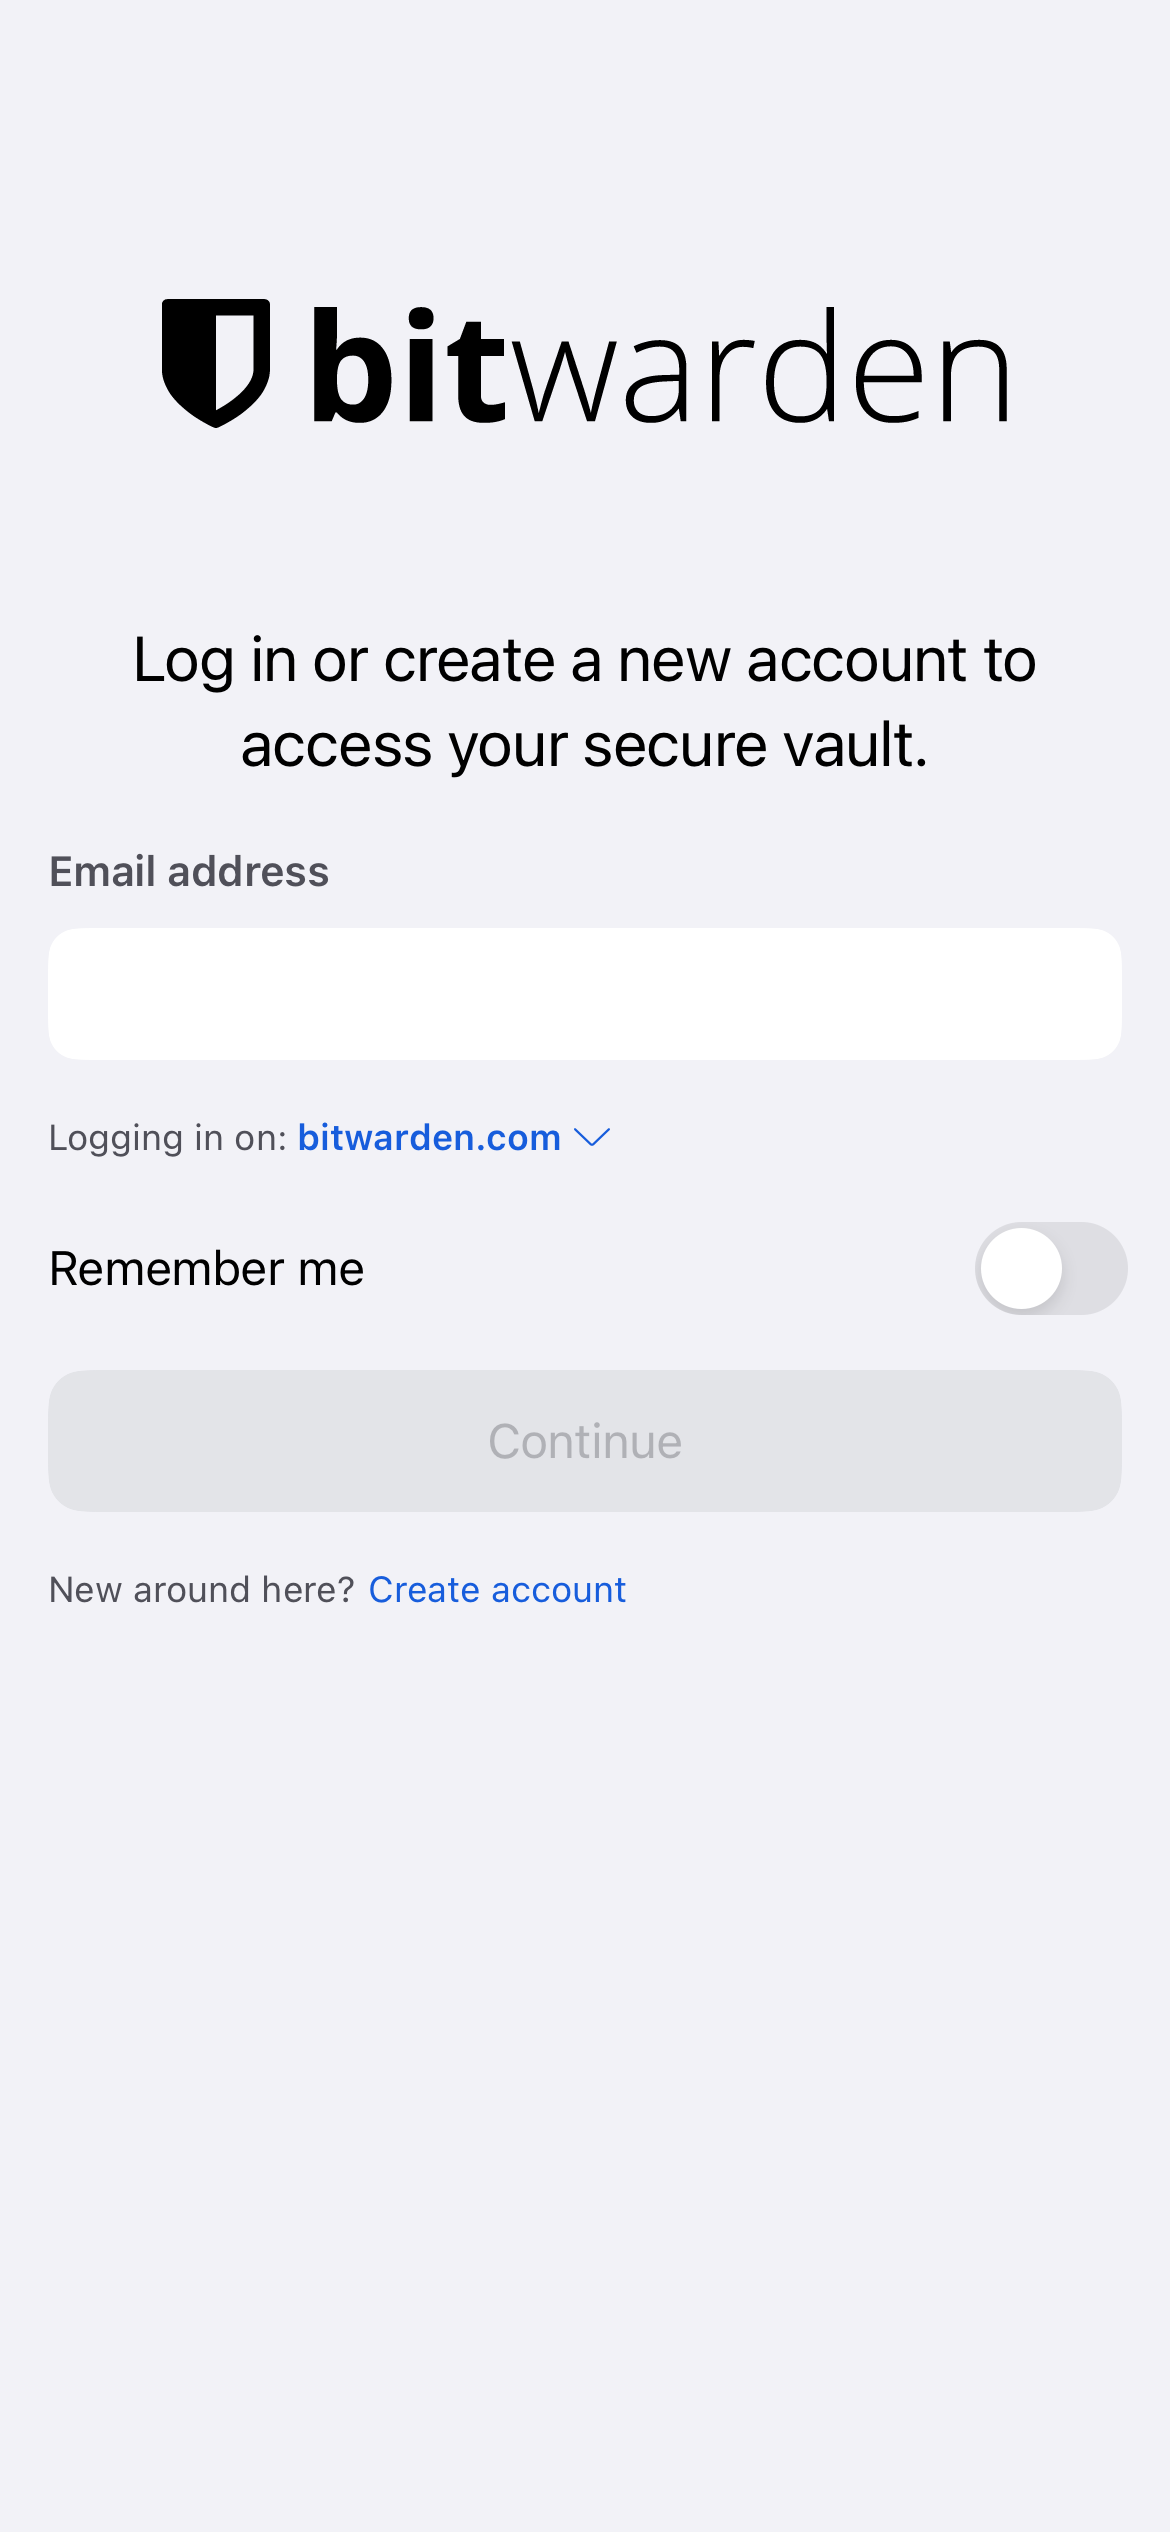 bitwarden
Log in or create a new account to
access your secure vault.
Email address
Logging in on: bitwarden.com
Remember me
Continue
New around here? Create account